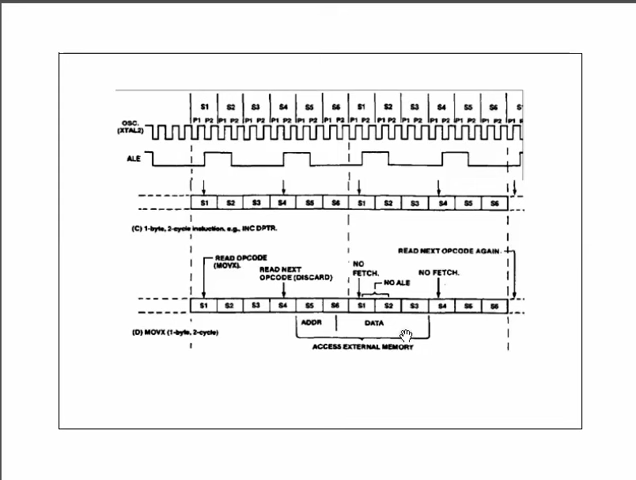 S1 S2 S3 S4 S5 S6 S1 S2 S3 S4 S5 S6 S
P1 P2 P1 P2 P1 P2 P1 P2 P1 P2 P1 P2 P1 P2 P1 P2 P1 P2 P1 P2 P1 P2 P1 P2 P1
OSC.
(XTAL2)
ALE
S1 S2 S3 S4 S5 S6 S1 S2 S3 S4 S5 S6
(C) 1-byte, 2-cycle instuction, e.g., INC DPTR.
READ OPCODE
(MOVX).
READ NEXT
OPCODE (DISCARD)
NO
FETCH.
NO ALE
NO FETCH.
READ NEXT OPCODE AGAIN.
S1 S2 S3 S4 S5 S6 S1 S2 S3 S4 S5 S6
ADDR DATA
(D) MOVX (1-byte, 2-cycle)
ACCESS EXTERNAL MEMORY